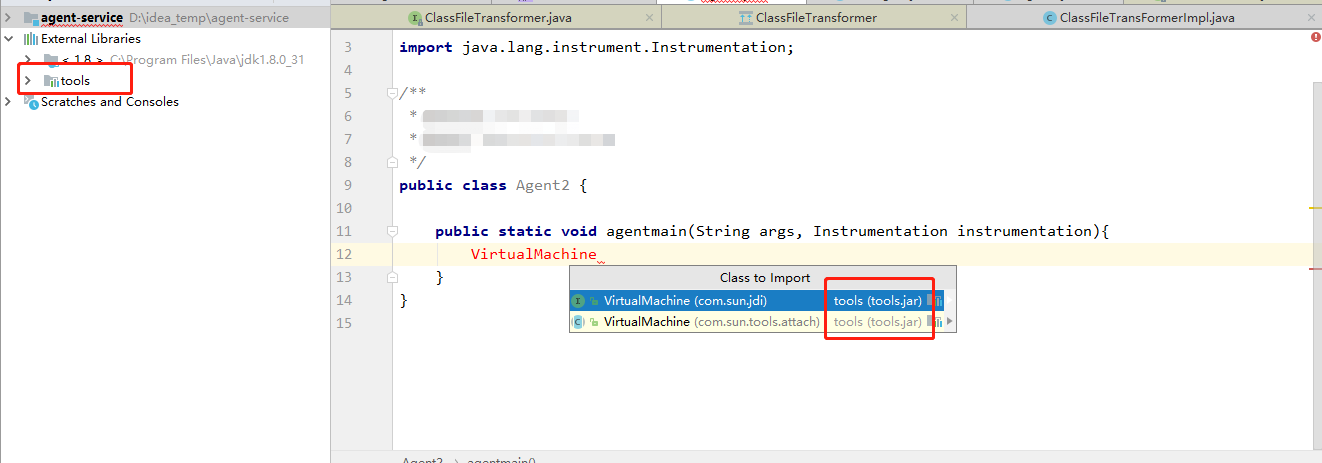 agent-service D:\idea_temp\agent-service
External Libraries
< 1.8 > C:\Program Files\Java\jdk1.8.0_31
tools
Scratches and Consoles
ClassFileTransformer.java
ClassFileTransformer
ClassFileTransFormerImpl.java
3 import java.lang.instrument.Instrumentation;
4
5 /**
6 *
7 *
8 */
9 public class Agent2 {
10
11 public static void agentmain(String args, Instrumentation instrumentation){
12 VirtualMachine
13 }
14 }
15
Class to Import
VirtualMachine (com.sun.jdi) tools (tools.jar)
VirtualMachine (com.sun.tools.attach) tools (tools.jar)
Agent2 > agentmain()